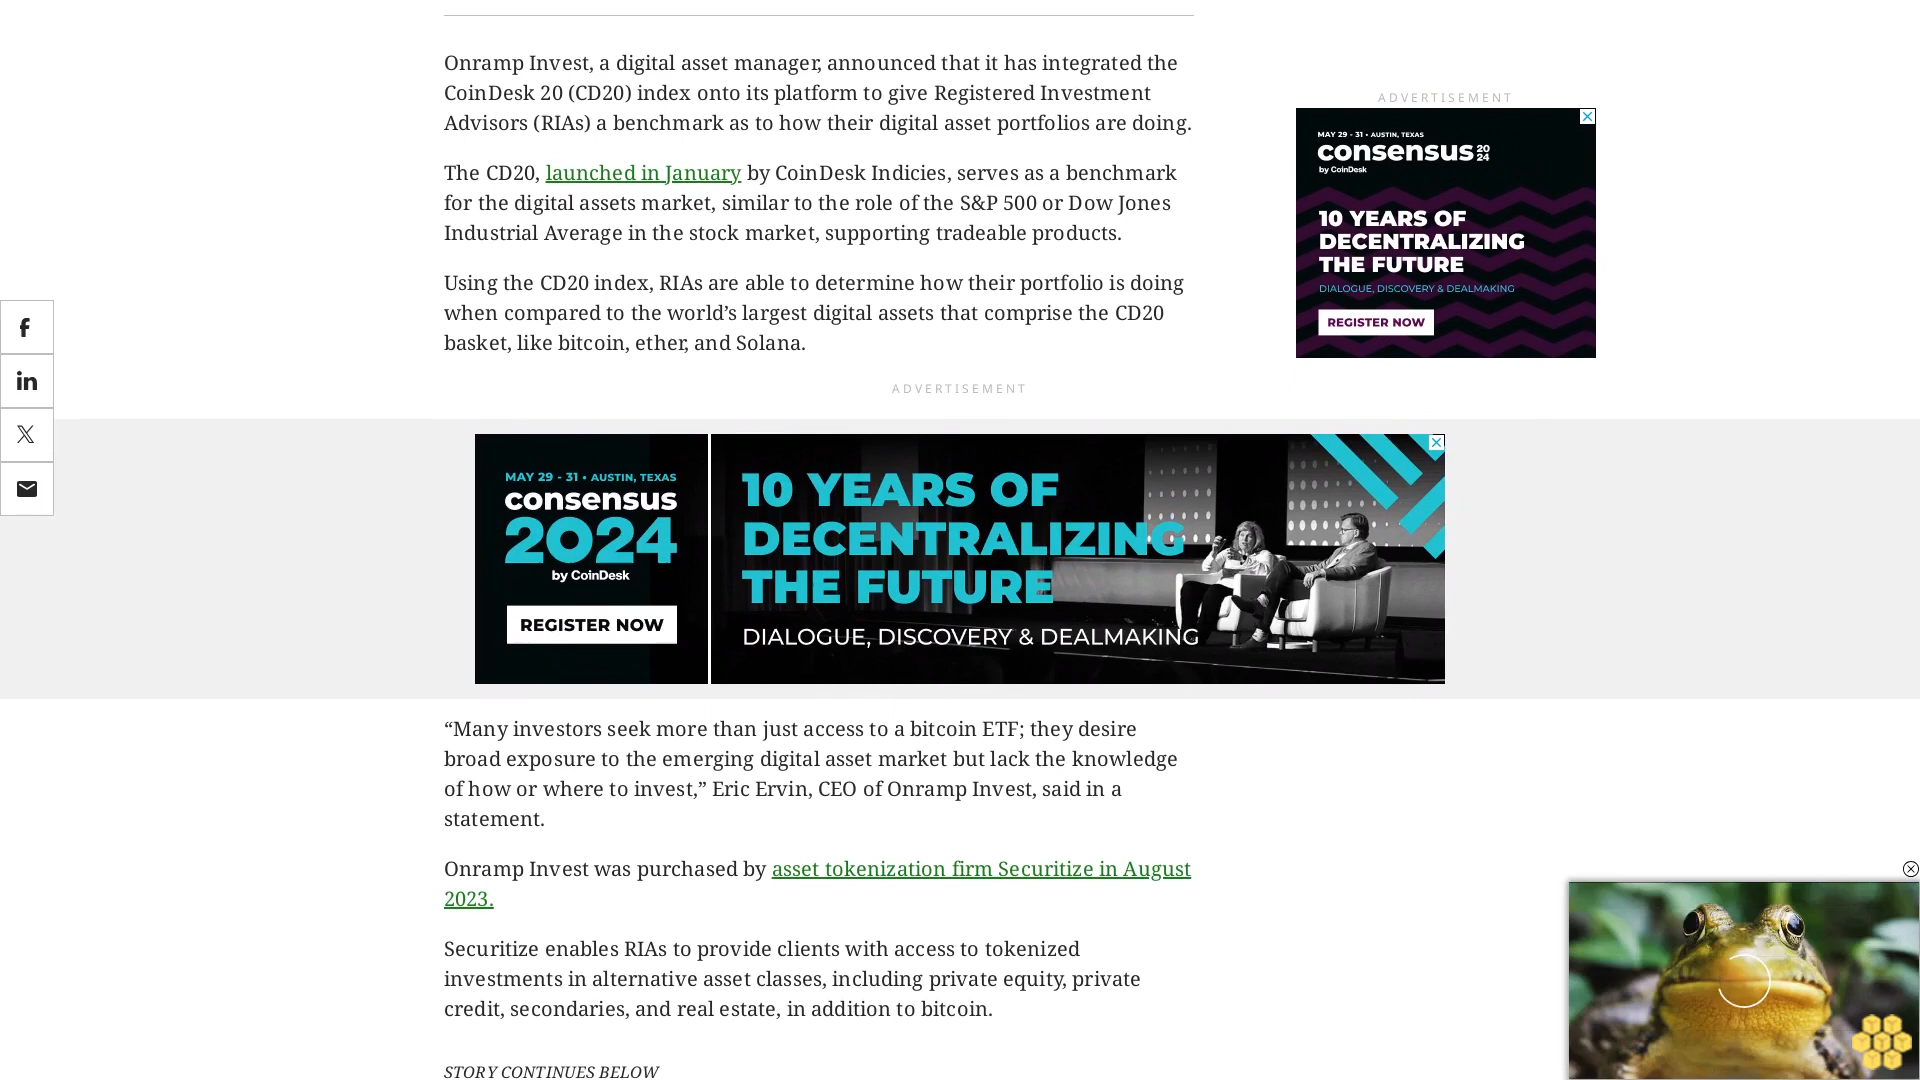 Onramp Invest, a digital asset manager, announced that it has integrated the
CoinDesk 20 (CD20) index onto its platform to give Registered Investment
Advisors (RIAs) a benchmark as to how their digital asset portfolios are doing.
The CD20, launched in January by CoinDesk Indicies, serves as a benchmark
for the digital assets market, similar to the role of the S&P 500 or Dow Jones
Industrial Average in the stock market, supporting tradeable products.
Using the CD20 index, RIAs are able to determine how their portfolio is doing
when compared to the world’s largest digital assets that comprise the CD20
basket, like bitcoin, ether, and Solana.
ADVERTISEMENT
MAY 29 - 31 • AUSTIN, TEXAS
consensus 2024
by CoinDesk
10 YEARS OF
DECENTRALIZING
THE FUTURE
DIALOGUE, DISCOVERY & DEALMAKING
REGISTER NOW
ADVERTISEMENT
MAY 29 - 31 • AUSTIN, TEXAS
consensus
2024
by CoinDesk
REGISTER NOW
10 YEARS OF
DECENTRALIZING
THE FUTURE
DIALOGUE, DISCOVERY & DEALMAKING
“Many investors seek more than just access to a bitcoin ETF; they desire
broad exposure to the emerging digital asset market but lack the knowledge
of how or where to invest,” Eric Ervin, CEO of Onramp Invest, said in a
statement.
Onramp Invest was purchased by asset tokenization firm Securitize in August
2023.
Securitize enables RIAs to provide clients with access to tokenized
investments in alternative asset classes, including private equity, private
credit, secondaries, and real estate, in addition to bitcoin.
STORY CONTINUES BELOW